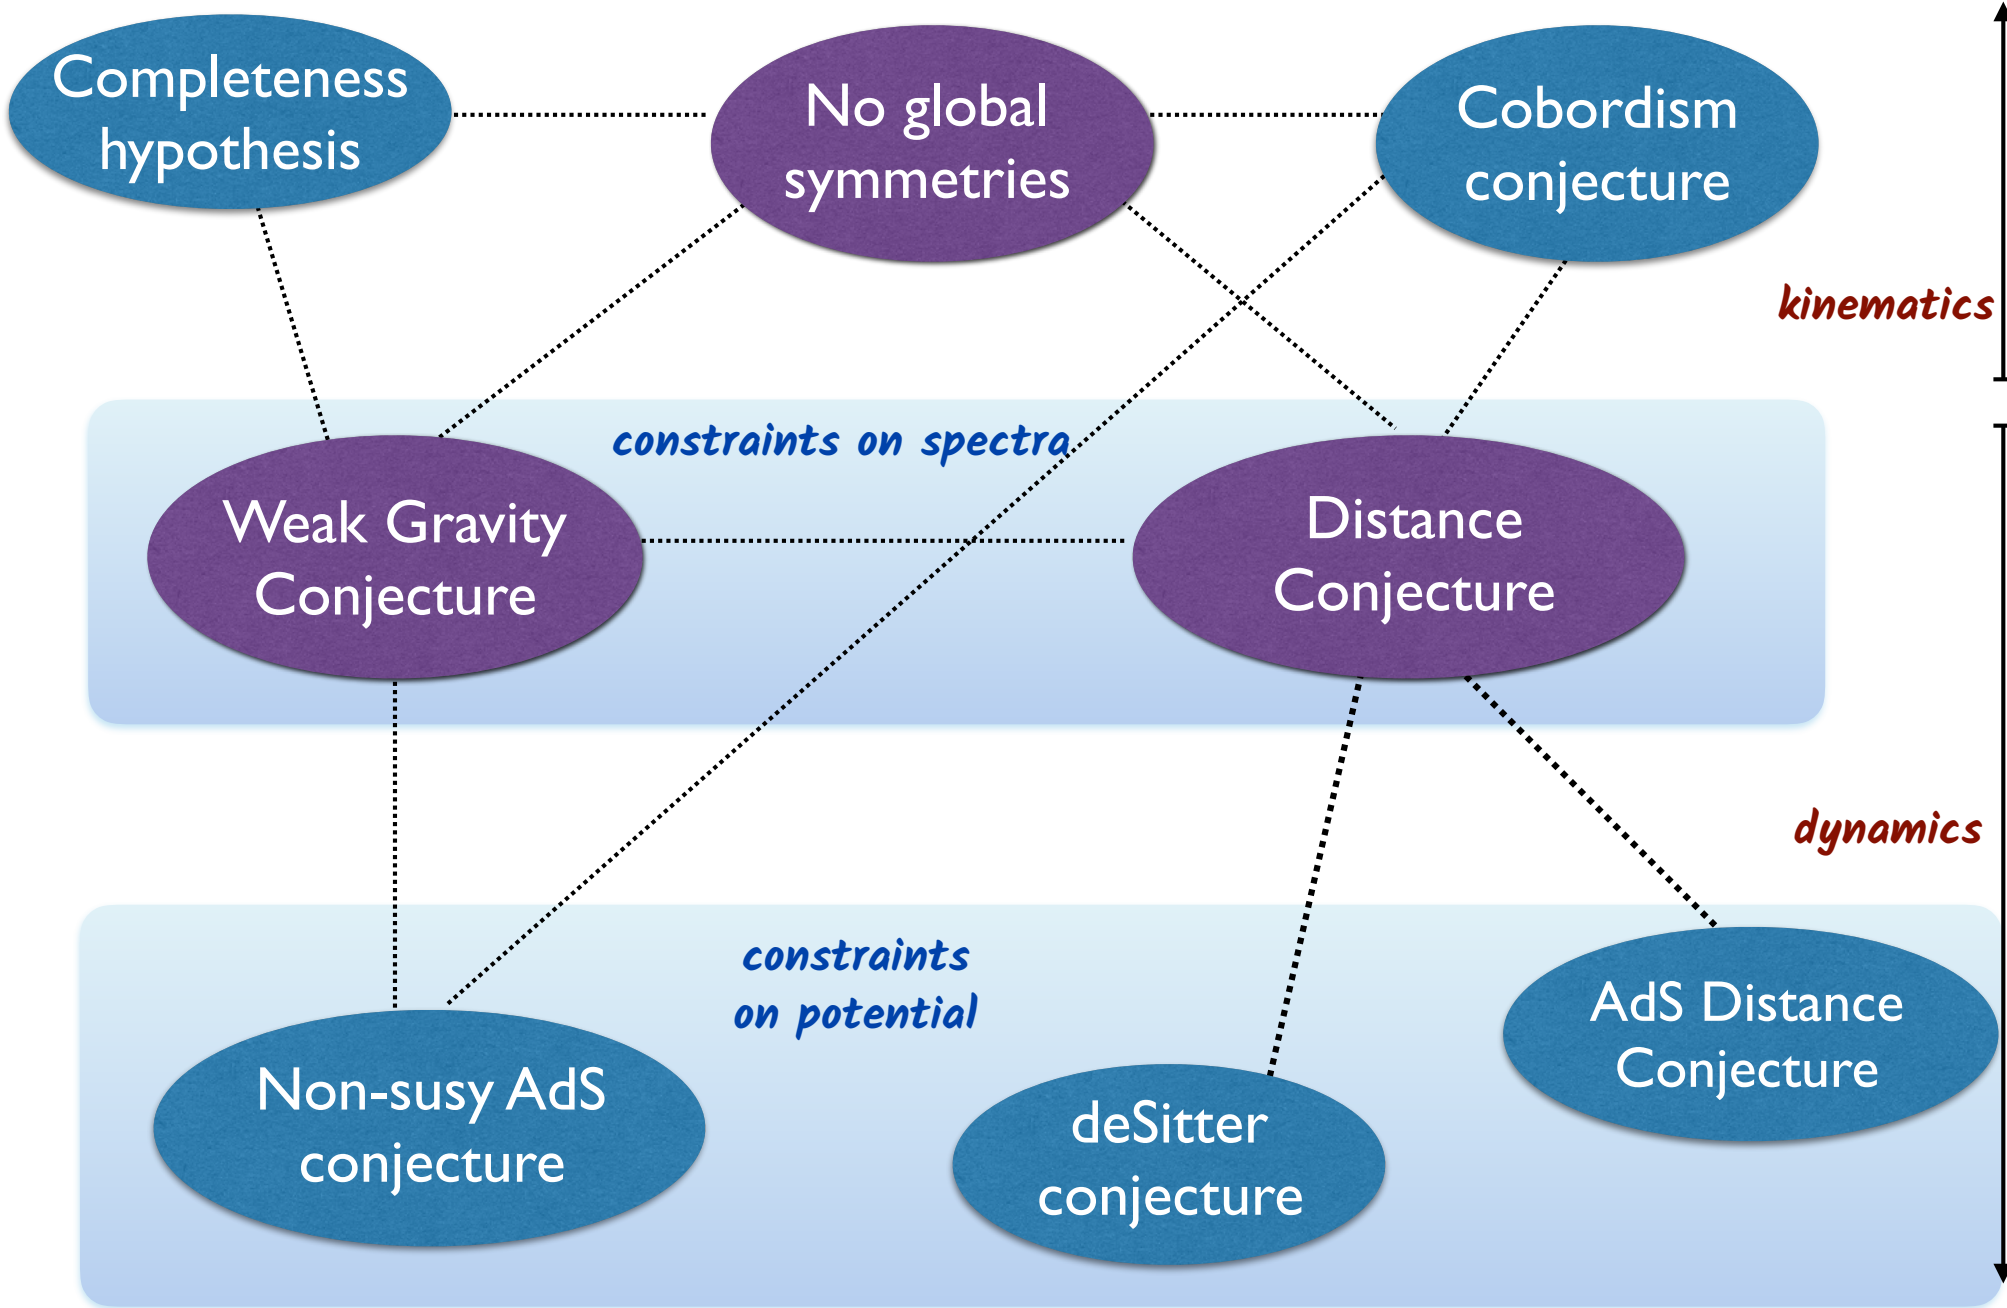 Completeness
hypothesis
No global
symmetries
Cobordism
conjecture
kinematics
constraints on spectra
Weak Gravity
Conjecture
Distance
Conjecture
dynamics
constraints
on potential
Non-susy AdS
conjecture
deSitter
conjecture
AdS Distance
Conjecture